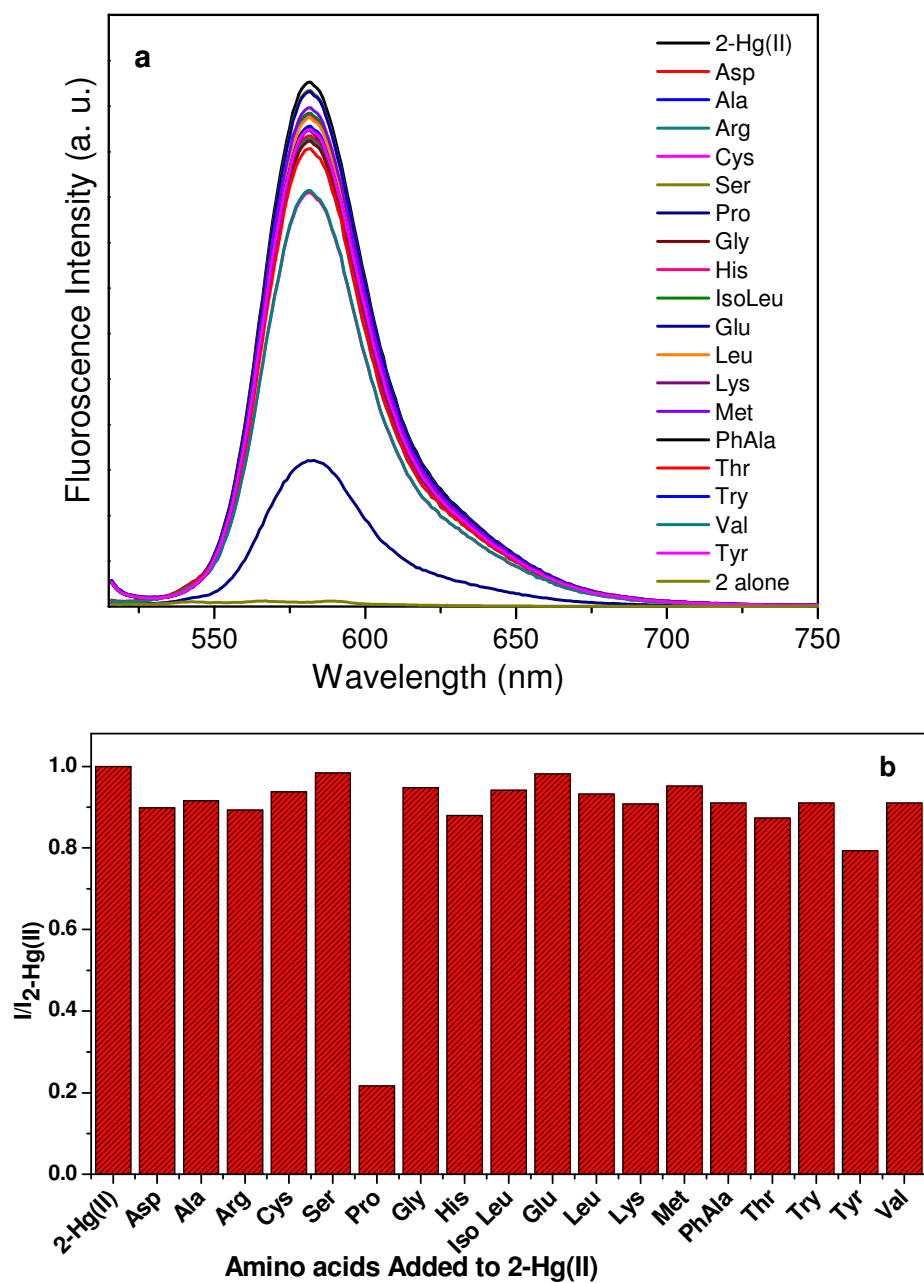 a
Fluoroscence Intensity (a. u.)
2-Hg(II)
Asp
Ala
Arg
Cys
Ser
Pro
Gly
His
IsoLeu
Glu
Leu
Lys
Met
PhAla
Thr
Try
Val
Tyr
2 alone
550 600 650 700 750
Wavelength (nm)
b
I/I2-Hg(II)
1.0
0.8
0.6
0.4
0.2
0.0
2-Hg(II) Asp Ala Arg Cys Ser Pro Gly His Iso Leu Glu Leu Lys Met PhAla Thr Try Tyr Val
Amino acids Added to 2-Hg(II)